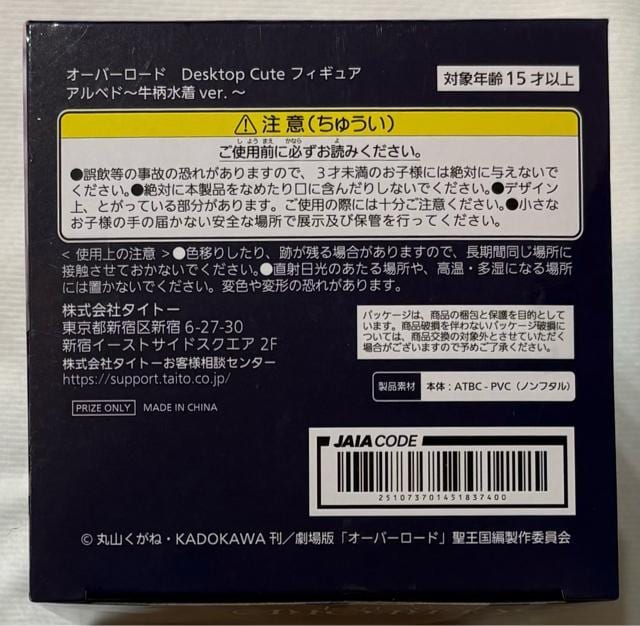 オーバーロード Desktop Cute フィギュア
アルベド～牛柄水着 ver.～
対象年齢 15 才以上
⚠注意(ちゅうい)
しようまえ かなら よ
ご使用前に必ずお読みください。
●誤飲等の事故の恐れがありますので、3才未満のお子様には絶対に与えないで
ください。●絶対に本製品をなめたり口に含んだりしないでください。●デザイン
上、とがっている部分があります。ご使用の際には十分ご注意ください。●小さな
お子様の手の届かない安全な場所で展示及び保管を行ってください。
< 使用上の注意 >●色移りしたり、跡が残る場合がありますので、長期間同じ場所に
接触させておかないでください。●直射日光のあたる場所や、高温・多湿になる場所
には置かないでください。変色や変形の恐れがあります。
株式会社タイトー
東京都新宿区新宿 6-27-30
新宿イーストサイドスクエア 2F
株式会社タイトーお客様相談センター
https://support.taito.co.jp/
PRIZE ONLY MADE IN CHINA
パッケージは、商品の梱包と保護を目的として
います。商品破損を伴わないパッケージ破損に
ついては、商品交換の対象外とさせていただく
場合がございますので予めご了承ください。
製品素材 本体：ATBC - PVC（ノンフタル）
JAIA CODE
251073701451837400
© 丸山くがね・KADOKAWA 刊／劇場版「オーバーロード」聖王国編製作委員会